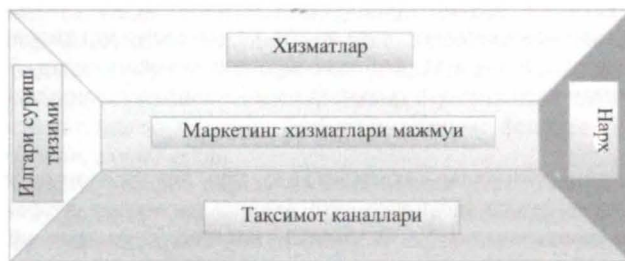 Хизматлар
Илгари суриш
тизими
Маркетинг хизматлари мажмуи
Нарх
Таксимот каналлари